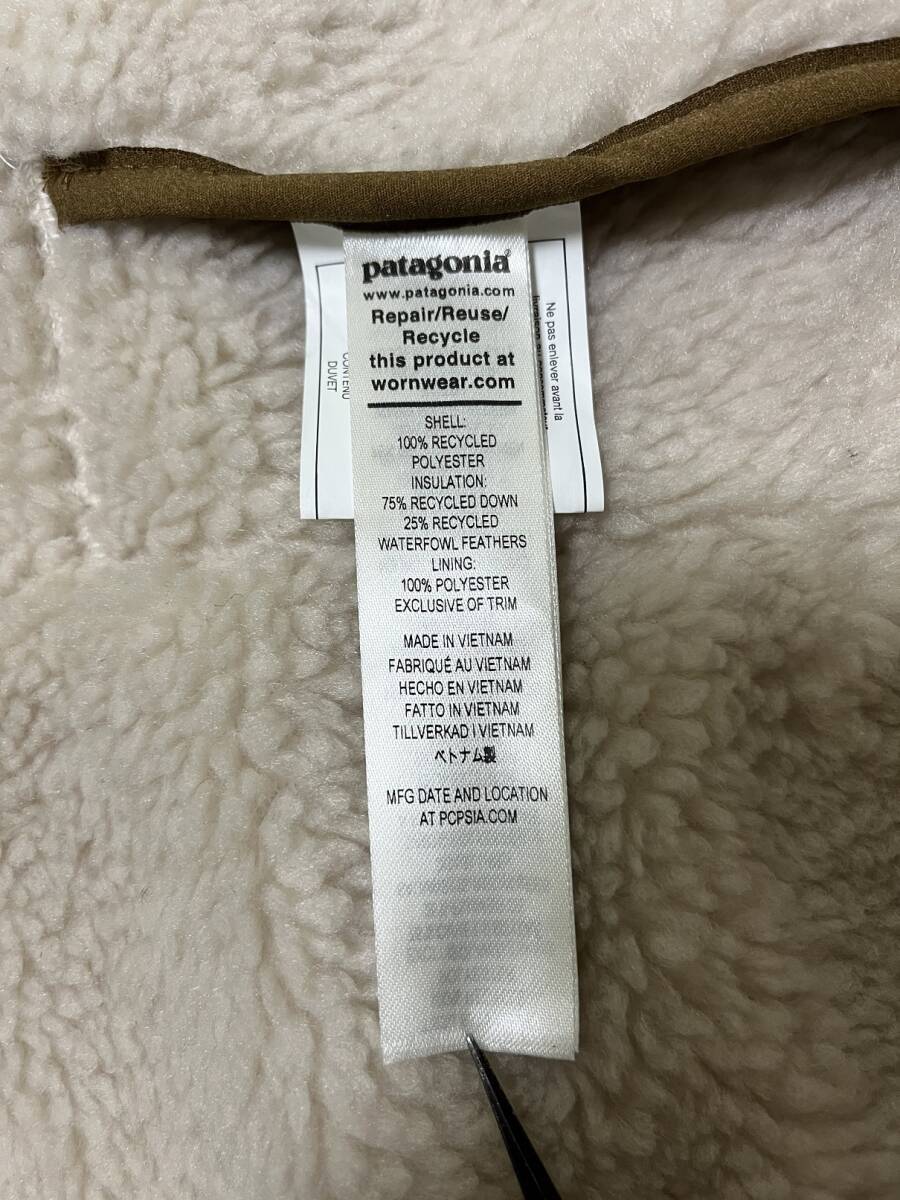 patagonia®
www.patagonia.com
Repair/Reuse/
Recycle
this product at
wornwear.com
SHELL:
100% RECYCLED
POLYESTER
INSULATION:
75% RECYCLED DOWN
25% RECYCLED
WATERFOWL FEATHERS
LINING:
100% POLYESTER
EXCLUSIVE OF TRIM
MADE IN VIETNAM
FABRIQUÉ AU VIETNAM
HECHO EN VIETNAM
FATTO IN VIETNAM
TILLVERKAD I VIETNAM
ベトナム製
MFG DATE AND LOCATION
AT PCPSIA.COM
Ne pas enlever avant la
CONTENU
DUVET